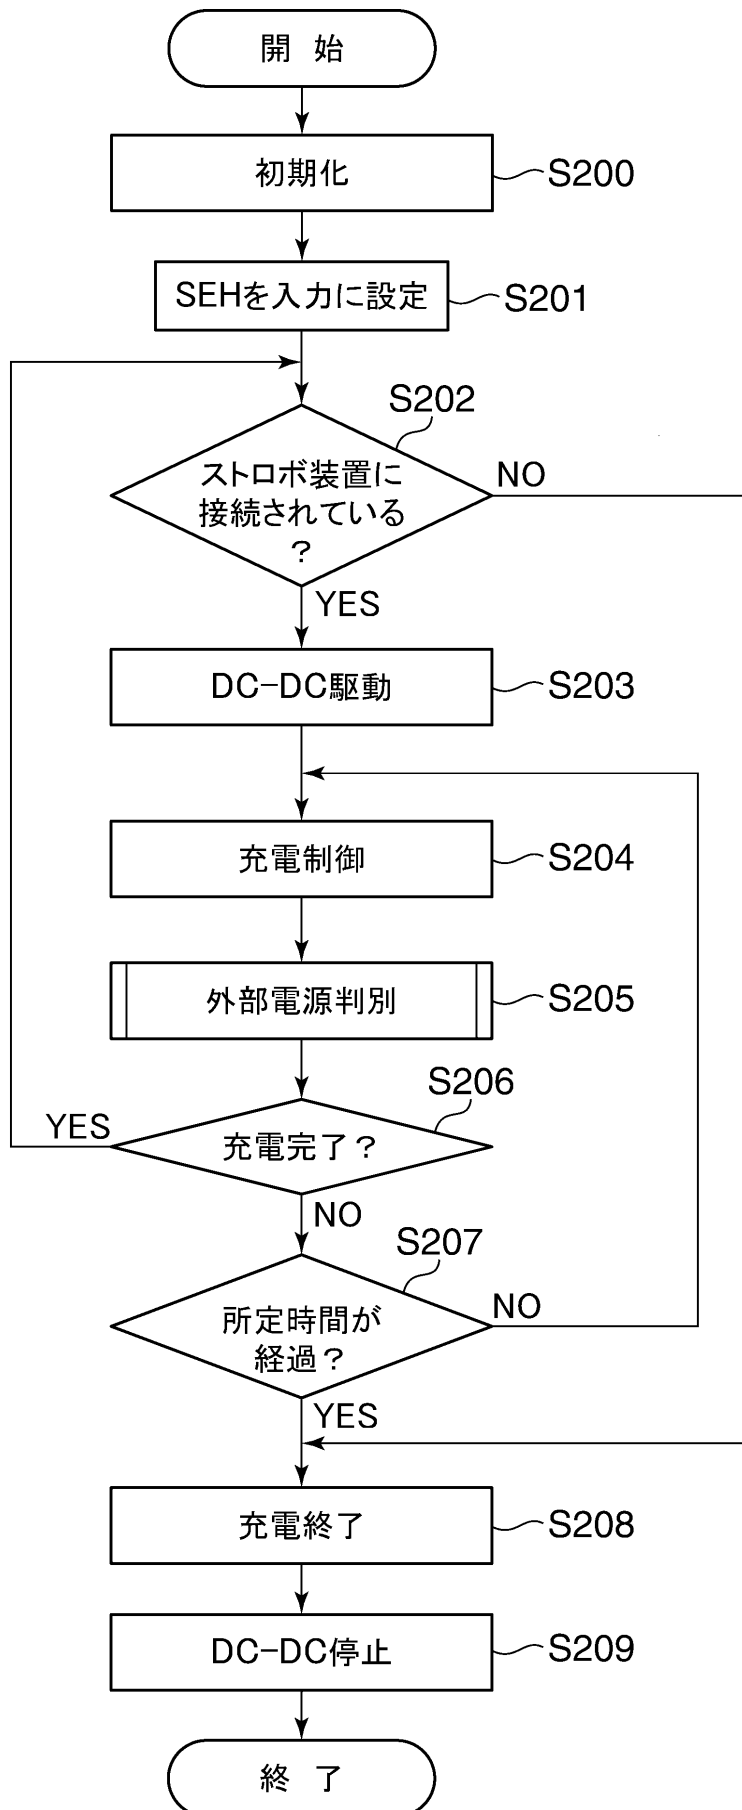 開 始
初期化
S200
SEHを入力に設定
S201
S202
ストロボ装置に
接続されている
?
NO
YES
DC-DC駆動
S203
充電制御
S204
外部電源判別
S205
S206
YES
充電完了?
NO
S207
所定時間が
経過?
NO
YES
充電終了
S208
DC-DC停止
S209
終 了